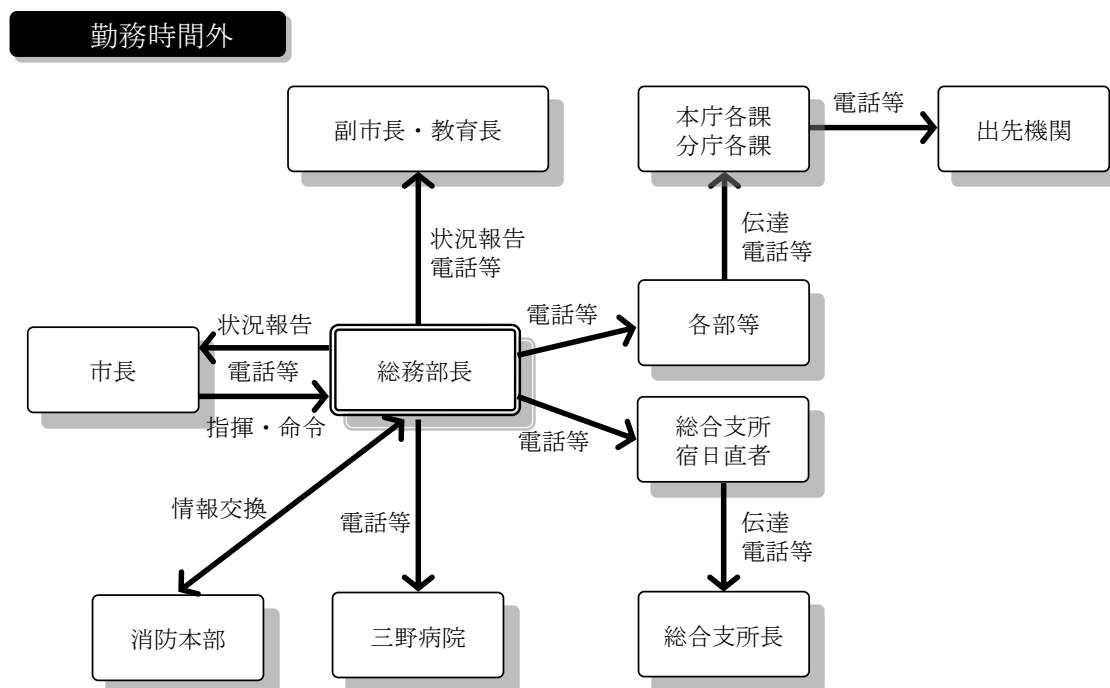 勤務時間外
副市長・教育長
本庁各課
分庁各課
電話等
出先機関
状況報告
電話等
伝達
電話等
市長
状況報告
電話等
指揮・命令
総務部長
電話等
各部等
電話等
総合支所
宿日直者
情報交換
電話等
伝達
電話等
消防本部
三野病院
総合支所長